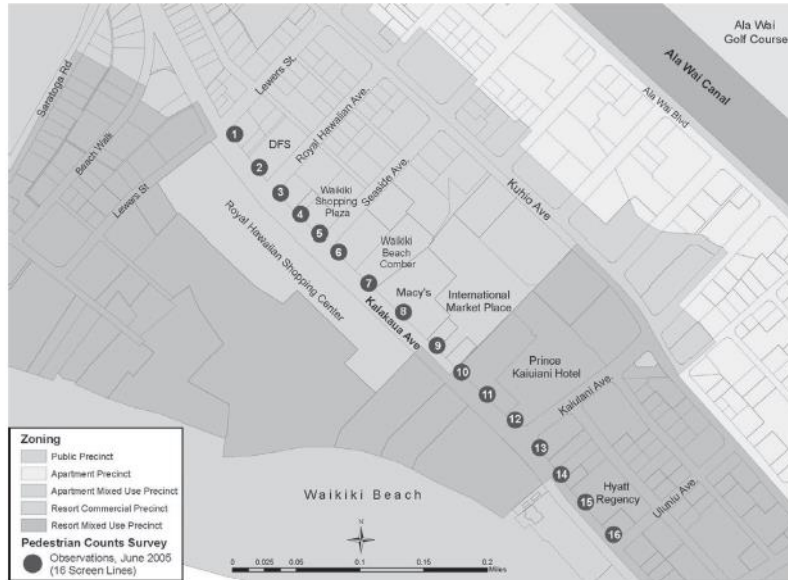 Ala Wai
Golf Course
Ala Wai Canal
Ala Wai Blvd
Saratoga Rd
Lewers St.
Beach Walk
Lewers St
Royal Hawaiian Ave.
DFS
Kuhio Ave
Seaside Ave.
Waikiki
Shopping
Plaza
Royal Hawaiian Shopping Center
Waikiki
Beach
Comber
Macy's
International
Market Place
Kalakaua Ave
Prince
Kaiulani Hotel
Kaiulani Ave.
Hyatt
Regency
Uluniu Ave.
1
2
3
4
5
6
7
8
9
10
11
12
13
14
15
16
Waikiki Beach
Zoning
Public Precinct
Apartment Precinct
Apartment Mixed Use Precinct
Resort Commercial Precinct
Resort Mixed Use Precinct
Pedestrian Counts Survey
Observations, June 2005
(16 Screen Lines)
N
0 0.025 0.05 0.1 0.15 0.2
Miles